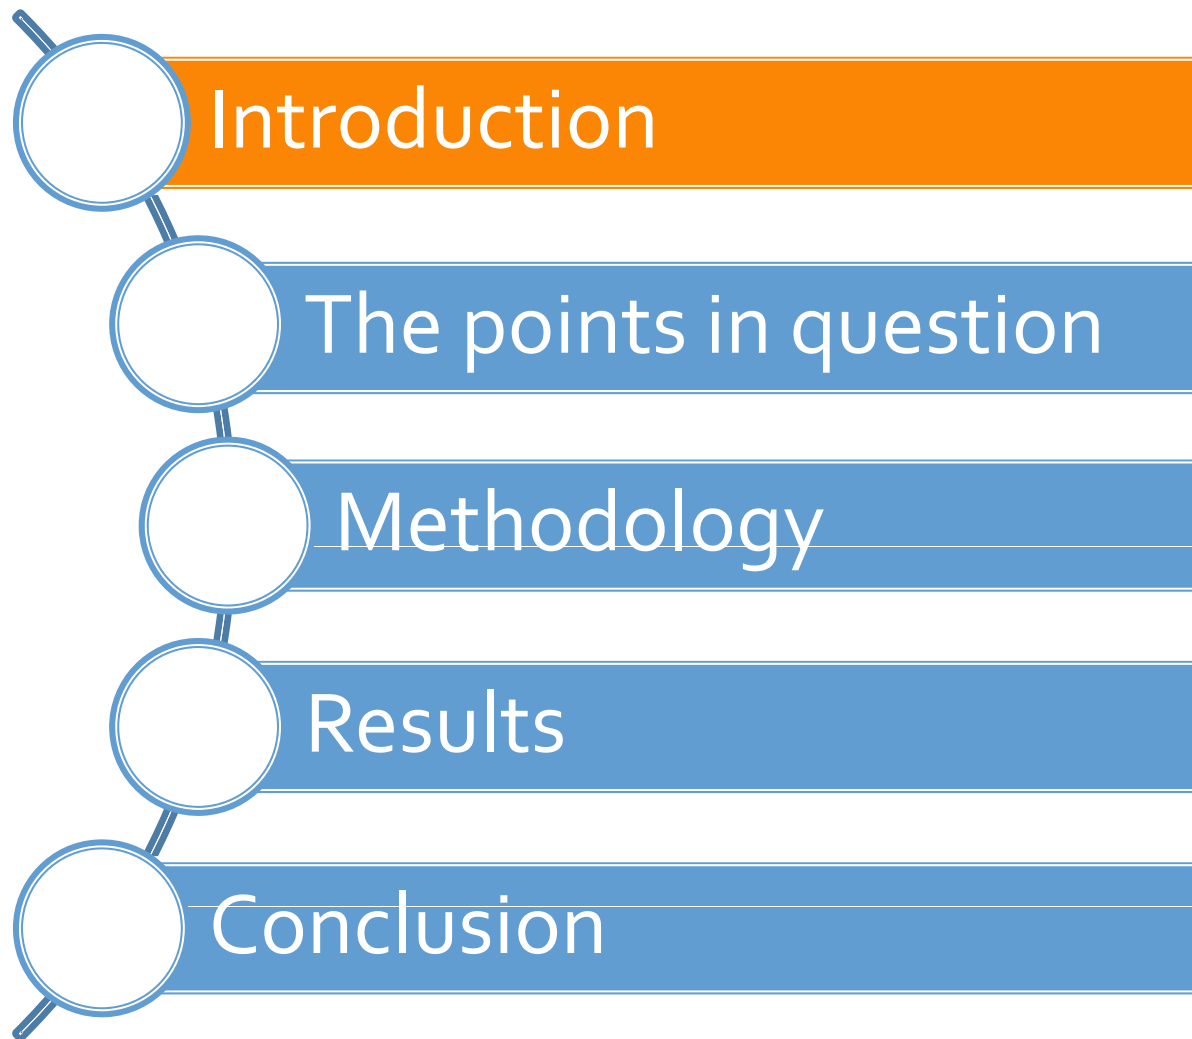 Introduction
The points in question
Methodology
Results
Conclusion